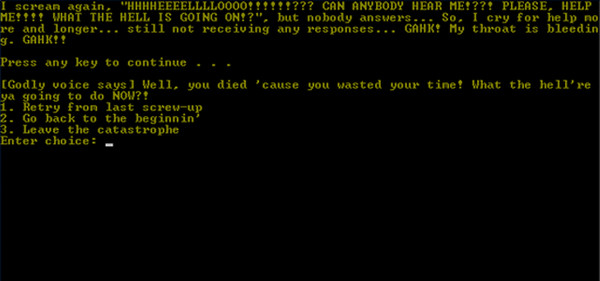 I scream again, "HHHHEEEELLLLOOOO!!!!!!??? CAN ANYBODY HEAR ME!??! PLEASE, HELP
ME!!!! WHAT THE HELL IS GOING ON!?", but nobody answers... So, I cry for help mo
re and longer... still not receiving any responses... GAHK! My throat is bleedin
g. GAHK!!
Press any key to continue . . .
[Godly voice says] Well, you died 'cause you wasted your time! What the hell're
ya going to do NOW?!
1. Retry from last screw-up
2. Go back to the beginnin'
3. Leave the catastrophe
Enter choice: _